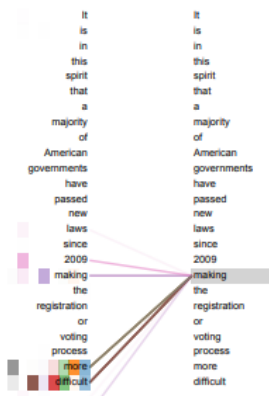 It It
is is
in in
this this
spirit spirit
that that
a a
majority majority
of of
American American
governments governments
have have
passed passed
new new
laws laws
since since
2009 2009
making making
the the
registration registration
or or
voting voting
process process
more more
difficult difficult